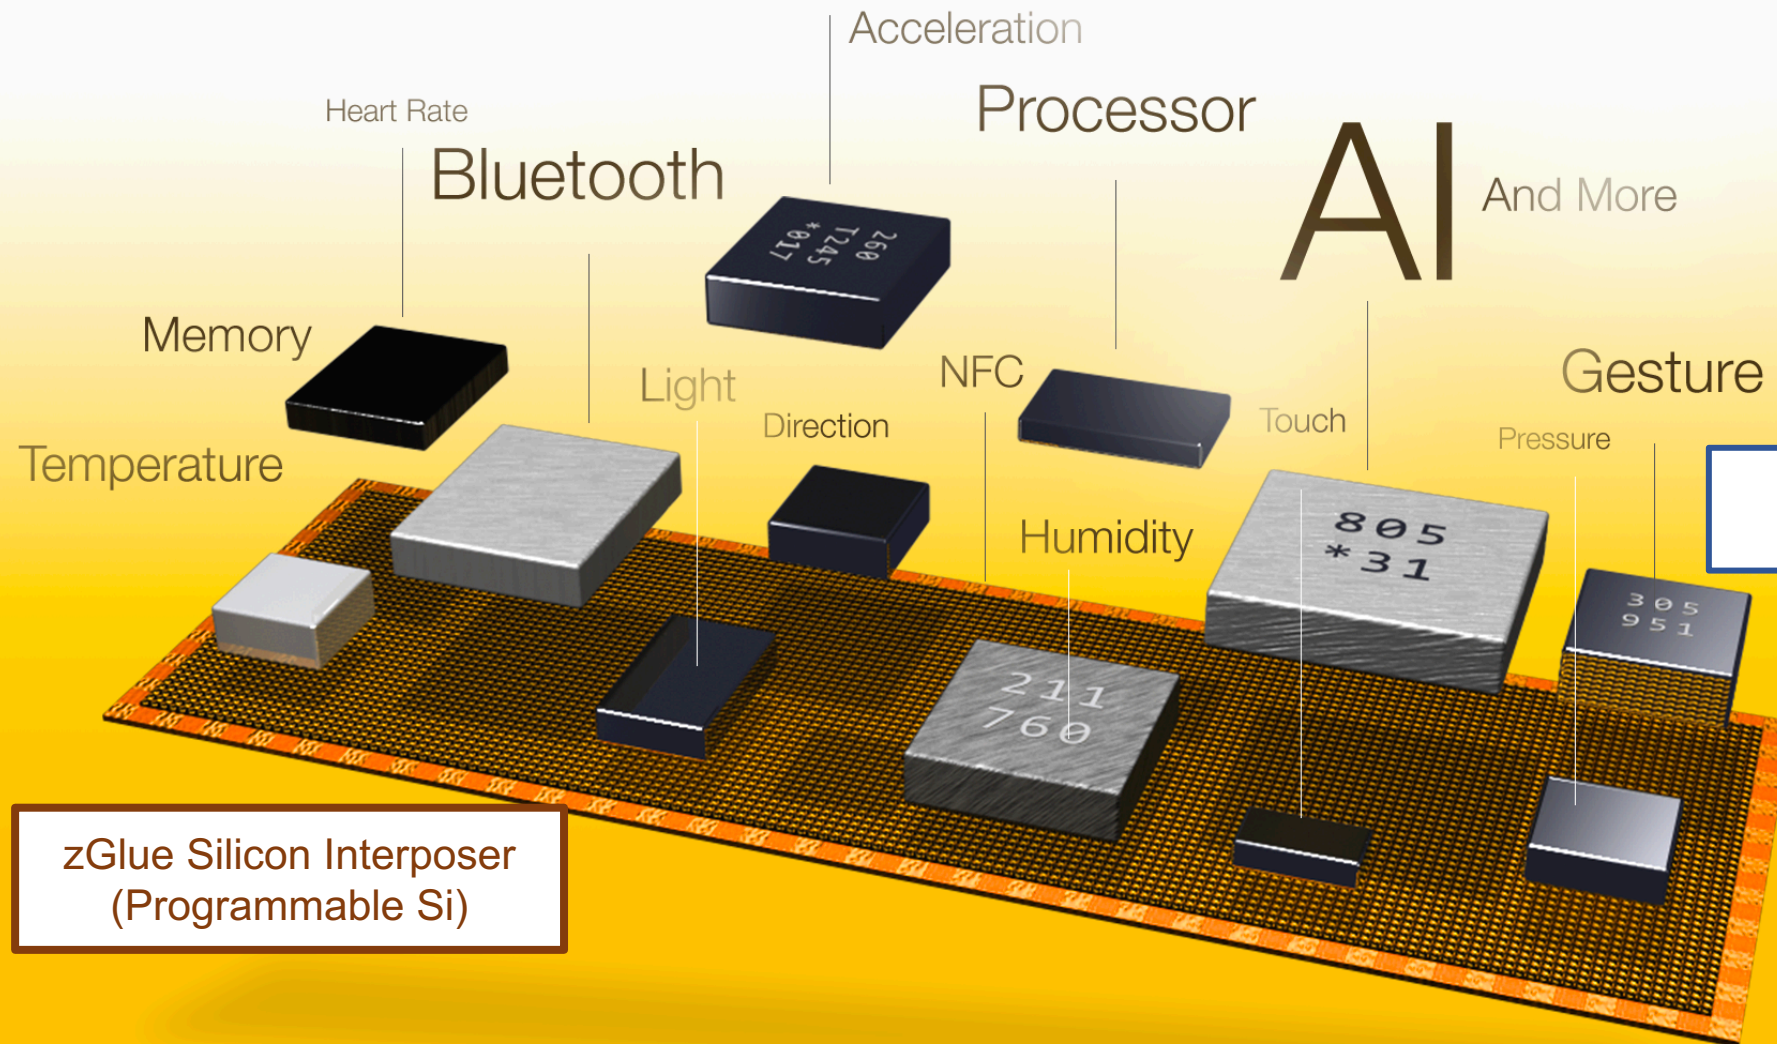 Acceleration
Heart Rate
Processor
Bluetooth
AI
And More
260
T245
*017
Memory
Light
NFC
Gesture
Direction
Touch
Pressure
Temperature
805
*31
Humidity
305
951
211
760
zGlue Silicon Interposer
(Programmable Si)